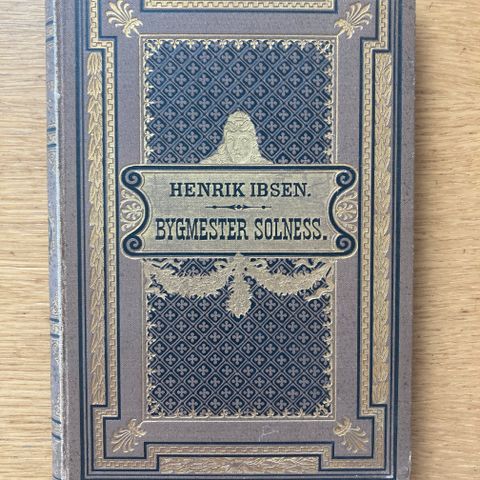 HENRIK IBSEN.
BYGMESTER SOLNESS.